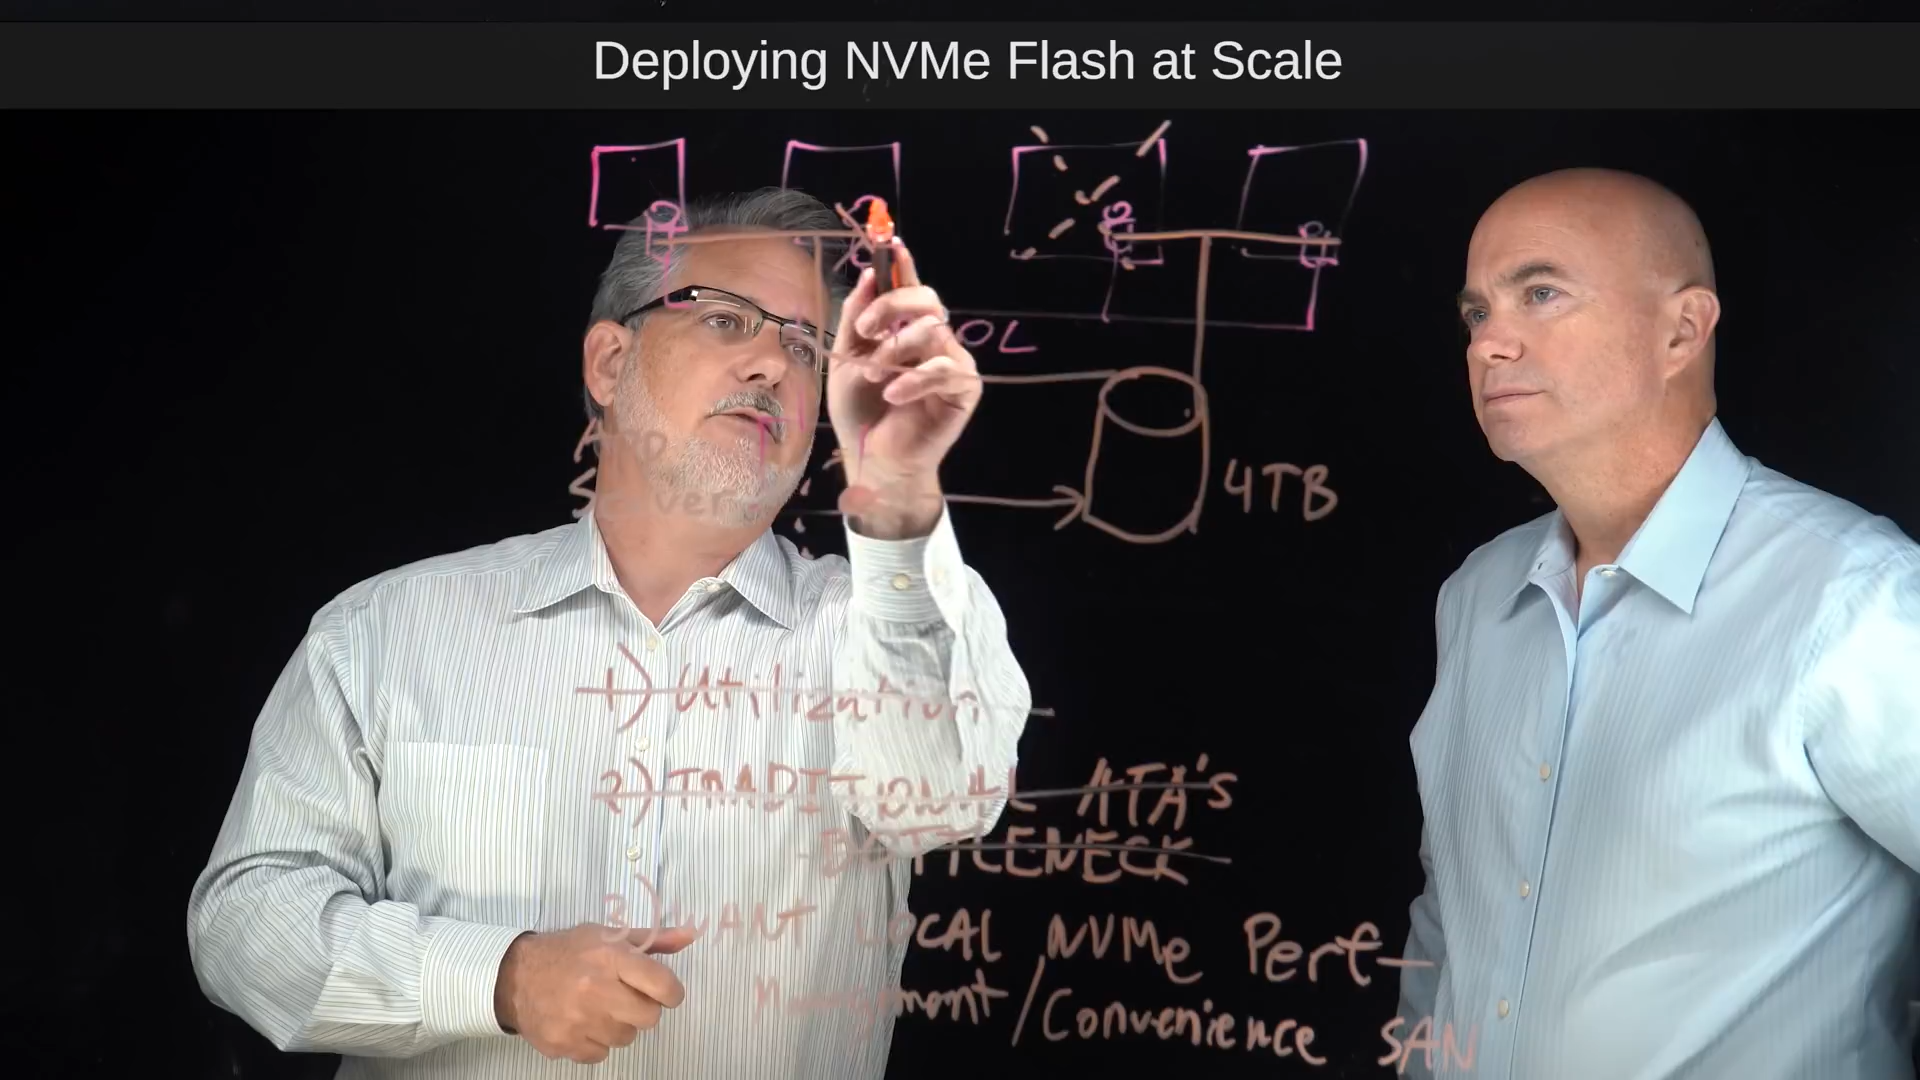 Deploying NVMe Flash at Scale
4TB
1) Utilization
2) TRADITIONAL ATA's
-BOTTLENECK
3) WANT LOCAL NVMe Perf-
Management/Convenience SAN